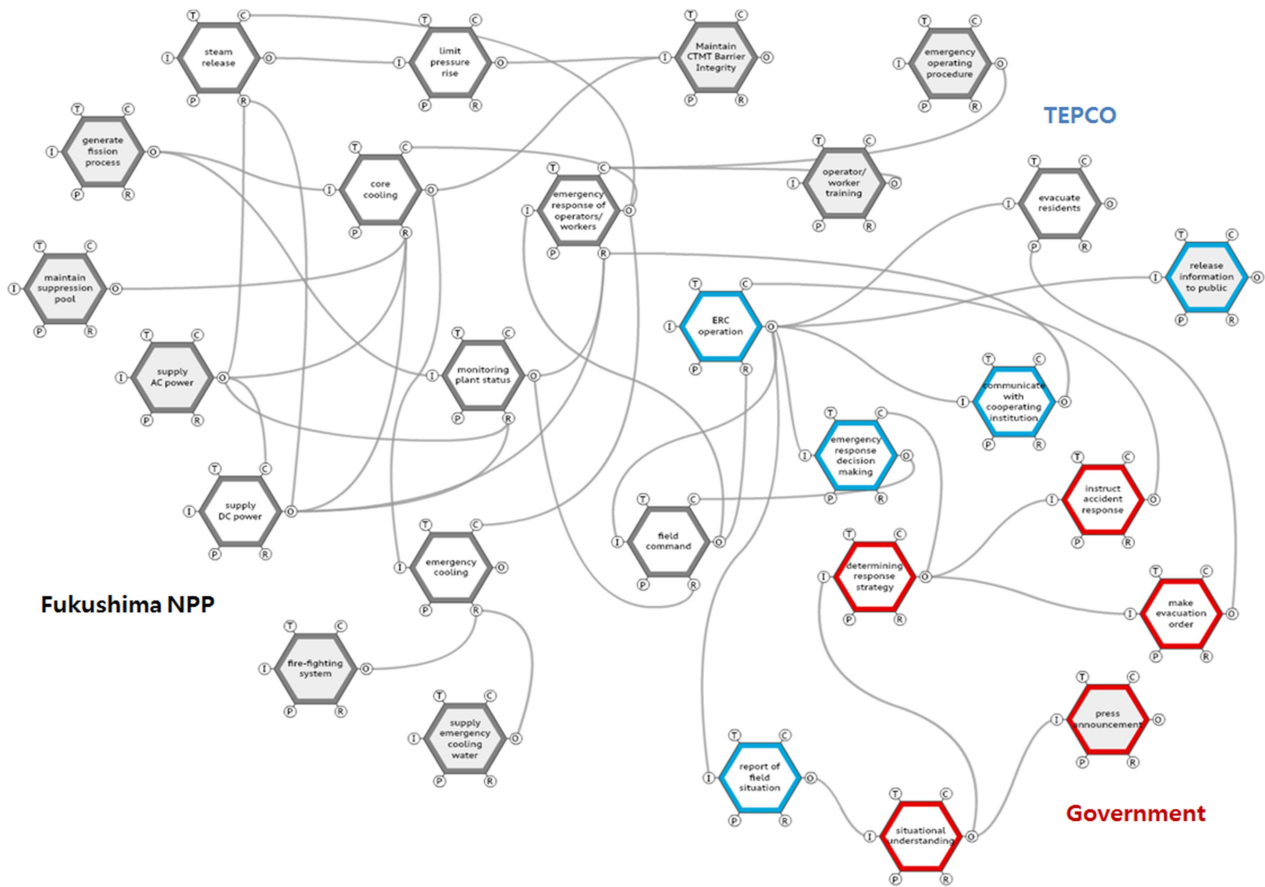 T C
steam
release
I O
P R
T C
limit
pressure
rise
I O
P R
T C
Maintain
CTMT Barrier
Integrity
I O
P R
T C
emergency
operating
procedure
I O
P R
TEPCO
T C
generate
fission
process
I O
P R
T C
core
cooling
I O
P R
T C
emergency
response of
operators/
workers
I O
P R
T C
operator/
worker
training
I O
P R
T C
evacuate
residents
I O
P R
T C
maintain
suppression
pool
I O
P R
T C
release
information
to public
I O
P R
T C
ERC
operation
I O
P R
T C
supply
AC power
I O
P R
T C
monitoring
plant status
I O
P R
T C
communicate
with
cooperating
institution
I O
P R
T C
emergency
response
decision
making
I O
P R
T C
supply
DC power
I O
P R
T C
instruct
accident
response
I O
P R
T C
field
command
I O
P R
T C
emergency
cooling
I O
P R
T C
determining
response
strategy
I O
P R
Fukushima NPP
T C
make
evacuation
order
I O
P R
T C
fire-fighting
system
I O
P R
T C
supply
emergency
cooling
water
I O
P R
T C
press
announcement
I O
P R
T C
report of
field
situation
I O
P R
Government
T C
situational
understanding
I O
P R